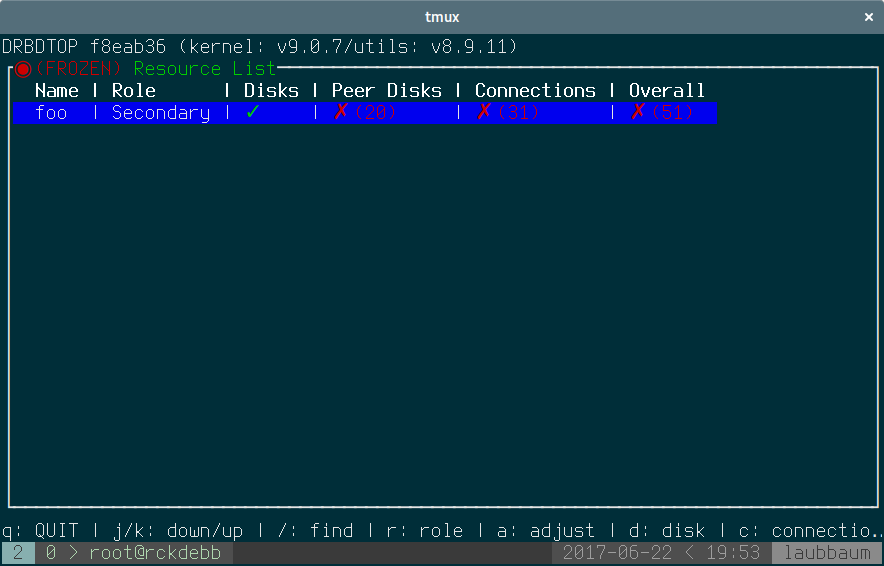 tmux ×
DRBDTOP f8eab36 (kernel: v9.0.7/utils: v8.9.11)
◉(FROZEN) Resource List
Name | Role | Disks | Peer Disks | Connections | Overall
foo | Secondary | ✓ | ✗(20) | ✗(31) | ✗(51)
q: QUIT | j/k: down/up | /: find | r: role | a: adjust | d: disk | c: connectio..
2 0 > root@rckdebb 2017-06-22 < 19:53 laubbaum